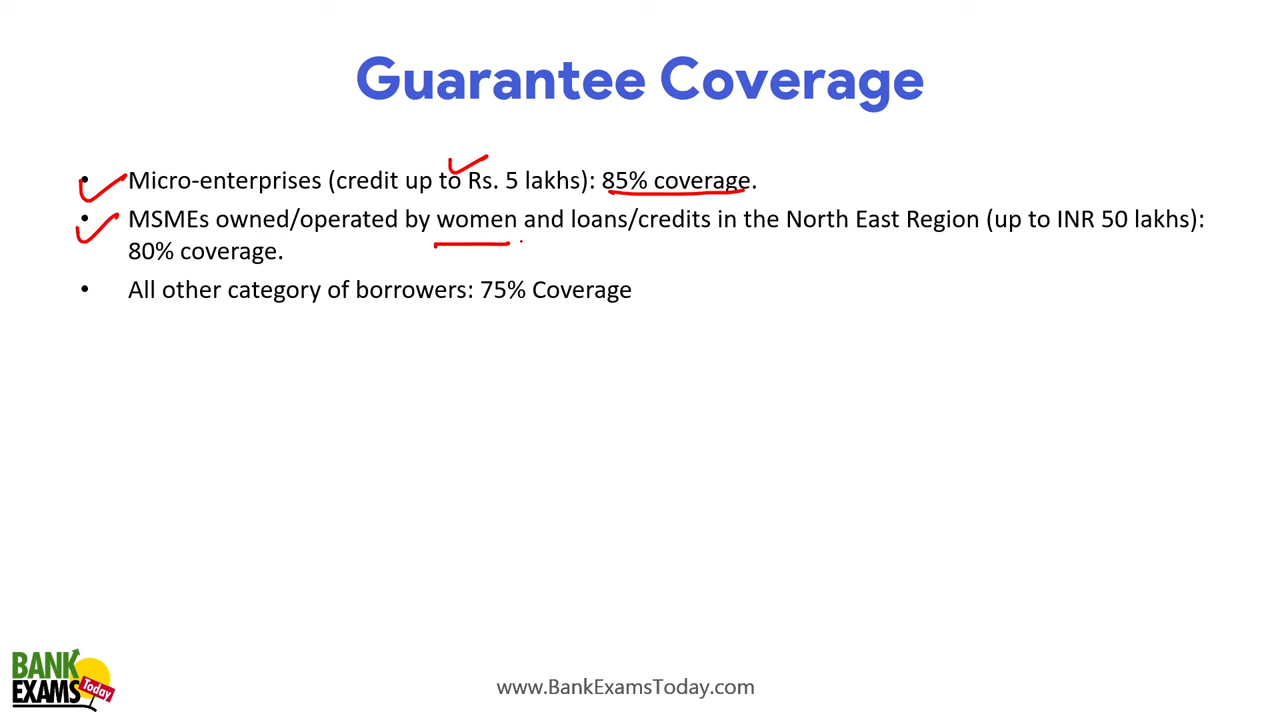 Guarantee Coverage
• Micro-enterprises (credit up to Rs. 5 lakhs): 85% coverage.
• MSMEs owned/operated by women and loans/credits in the North East Region (up to INR 50 lakhs):
80% coverage.
• All other category of borrowers: 75% Coverage
BANK
EXAMS Today
www.BankExamsToday.com